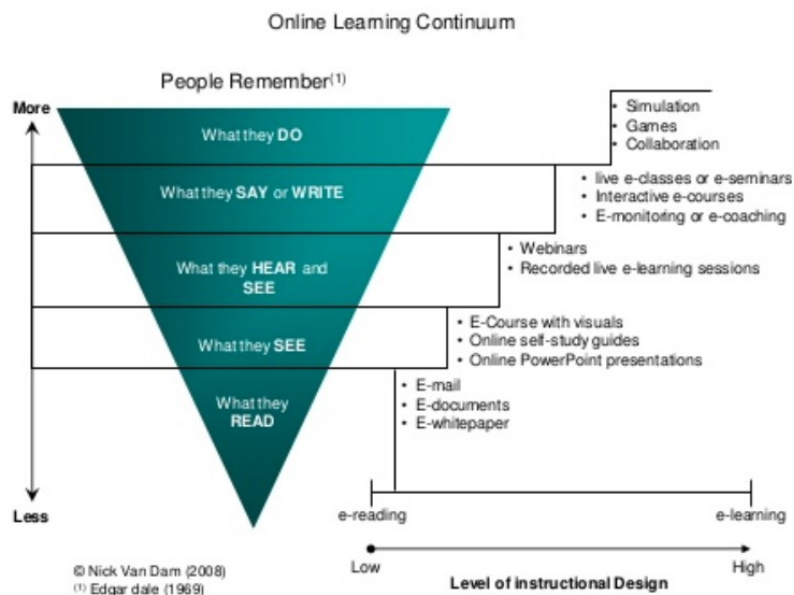 Online Learning Continuum
People Remember(1)
More
What they DO
• Simulation
• Games
• Collaboration
What they SAY or WRITE
• live e-classes or e-seminars
• Interactive e-courses
• E-monitoring or e-coaching
What they HEAR and
SEE
• Webinars
• Recorded live e-learning sessions
What they SEE
• E-Course with visuals
• Online self-study guides
• Online PowerPoint presentations
What they
READ
• E-mail
• E-documents
• E-whitepaper
Less
e-reading
e-learning
Low
High
Level of instructional Design
© Nick Van Dam (2008)
(1) Edgar dale (1969)